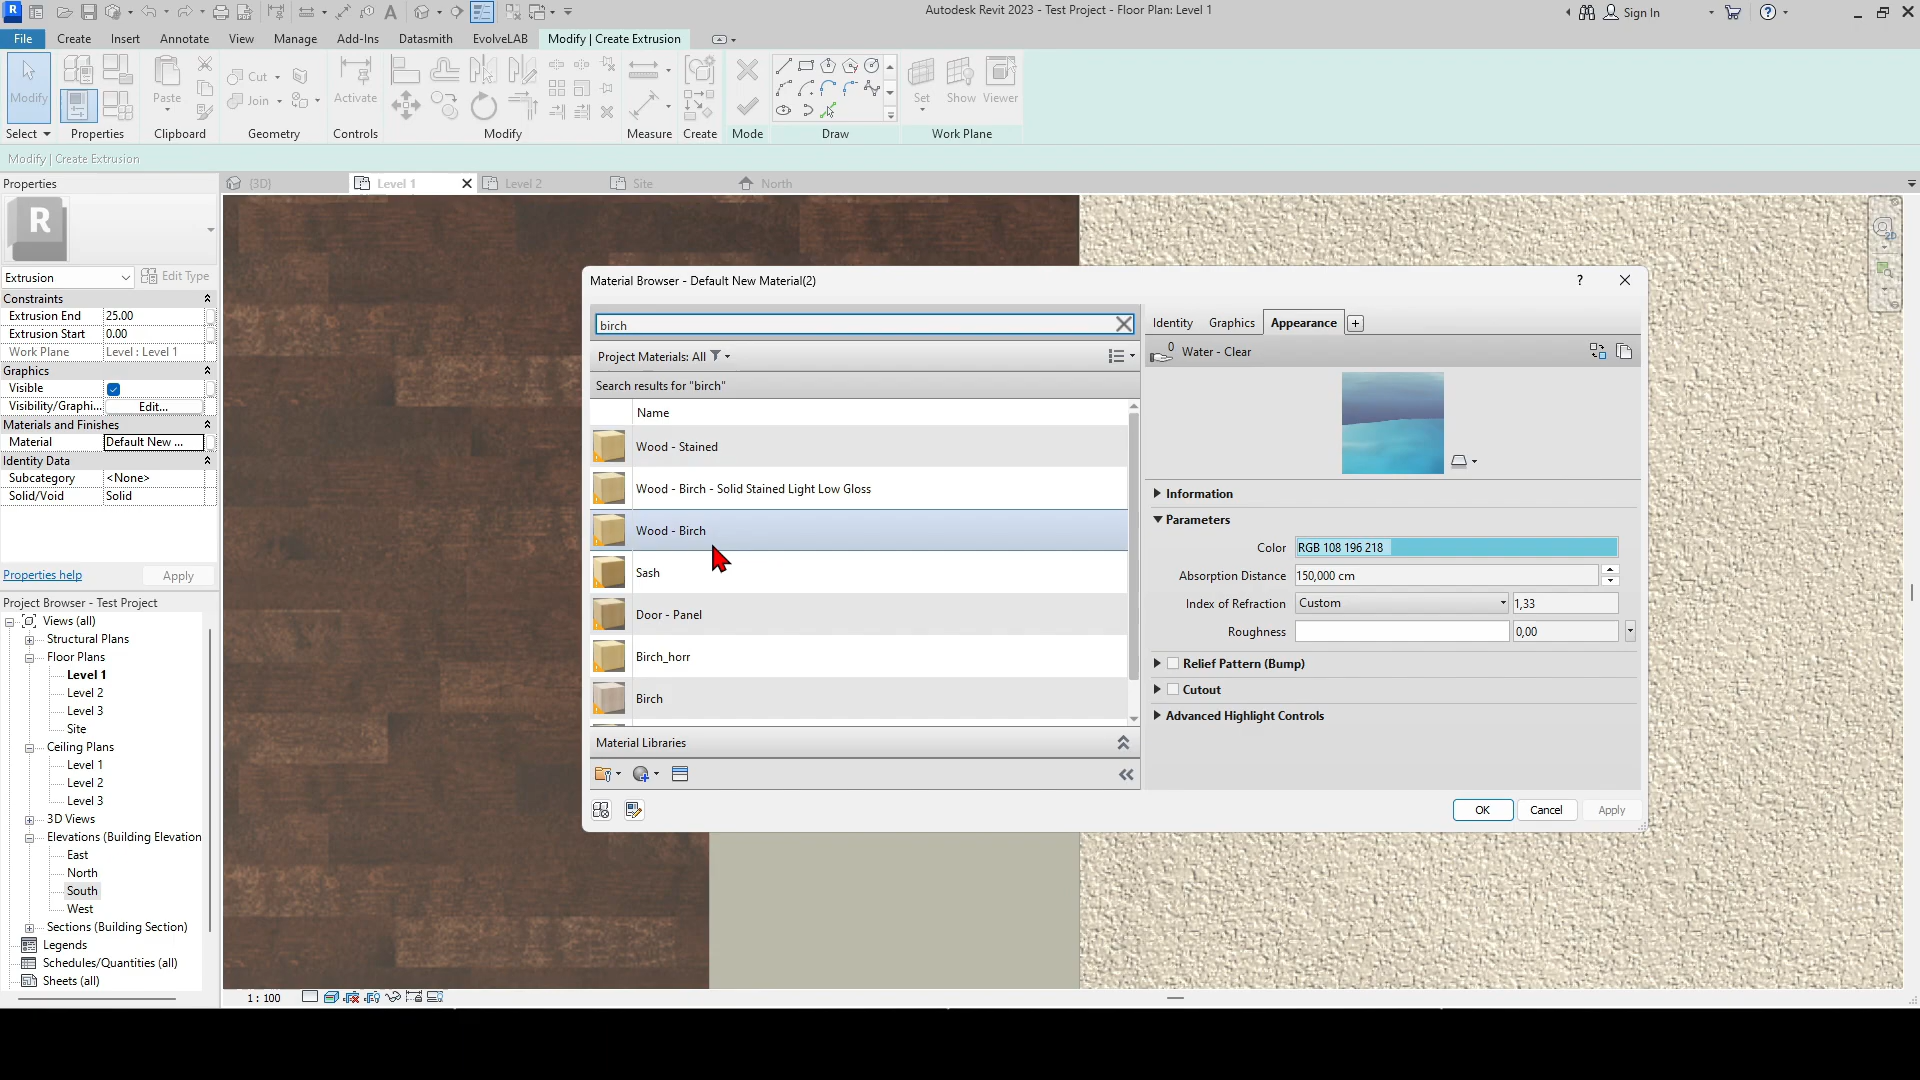 Autodesk Revit 2023 - Test Project - Floor Plan: Level 1
Sign In
File Create Insert Annotate View Manage Add-Ins Datasmith EvolveLAB Modify | Create Extrusion
Modify Paste Cut Join Activate Set Show Viewer
Select Properties Clipboard Geometry Controls Modify Measure Create Mode Draw Work Plane
Modify | Create Extrusion
Properties
{3D} Level 1 Level 2 Site North
R
Extrusion Edit Type
Constraints
Extrusion End 25.00
Extrusion Start 0.00
Work Plane Level : Level 1
Graphics
Visible
Visibility/Graphi... Edit...
Materials and Finishes
Material Default New ...
Identity Data
Subcategory <None>
Solid/Void Solid
Properties help Apply
Project Browser - Test Project
Views (all)
Structural Plans
Floor Plans
Level 1
Level 2
Level 3
Site
Ceiling Plans
Level 1
Level 2
Level 3
3D Views
Elevations (Building Elevation
East
North
South
West
Sections (Building Section)
Legends
Schedules/Quantities (all)
Sheets (all)
1 : 100
Material Browser - Default New Material(2)
birch
Project Materials: All
Search results for "birch"
Name
Wood - Stained
Wood - Birch - Solid Stained Light Low Gloss
Wood - Birch
Sash
Door - Panel
Birch_horr
Birch
Material Libraries
Identity Graphics Appearance
0 Water - Clear
Information
Parameters
Color RGB 108 196 218
Absorption Distance 150,000 cm
Index of Refraction Custom 1,33
Roughness 0,00
Relief Pattern (Bump)
Cutout
Advanced Highlight Controls
OK Cancel Apply